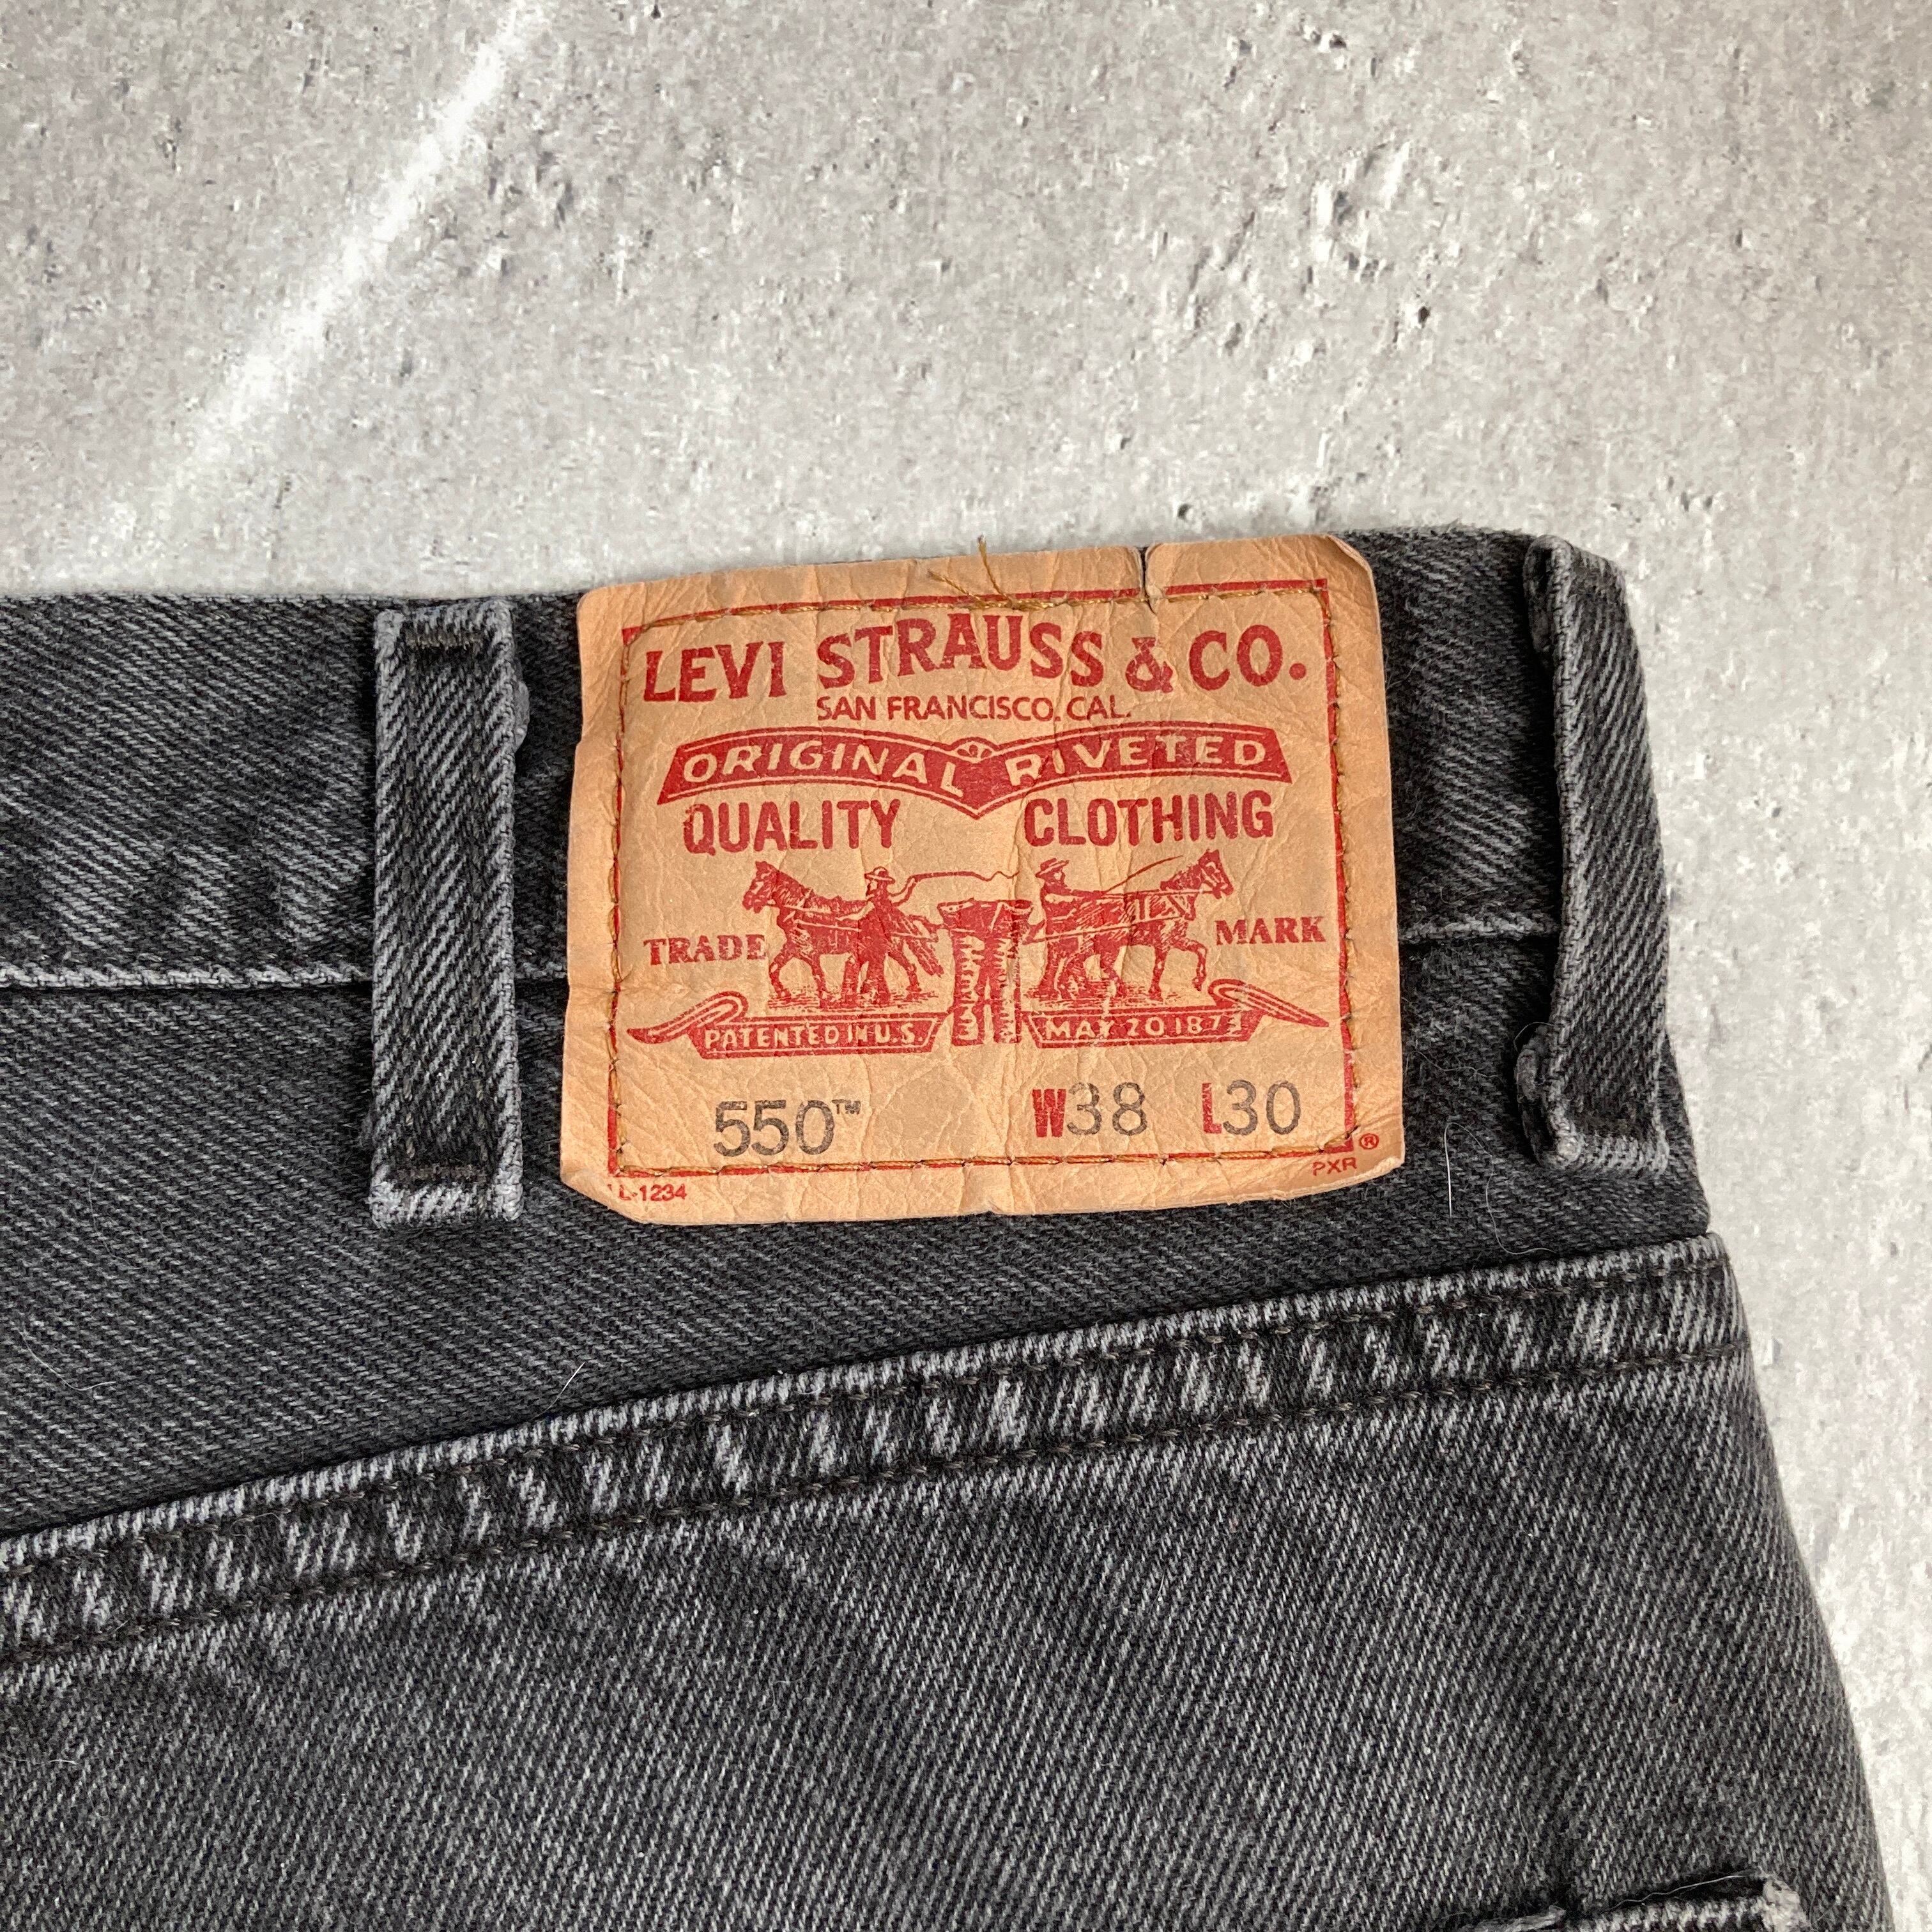 LEVI STRAUSS & CO.
SAN FRANCISCO, CAL.
ORIGINAL RIVETED
QUALITY CLOTHING
TRADE MARK
PATENTED IN U.S. MAY 20 1873
550™ W38 L30
®
L-1234 PXR